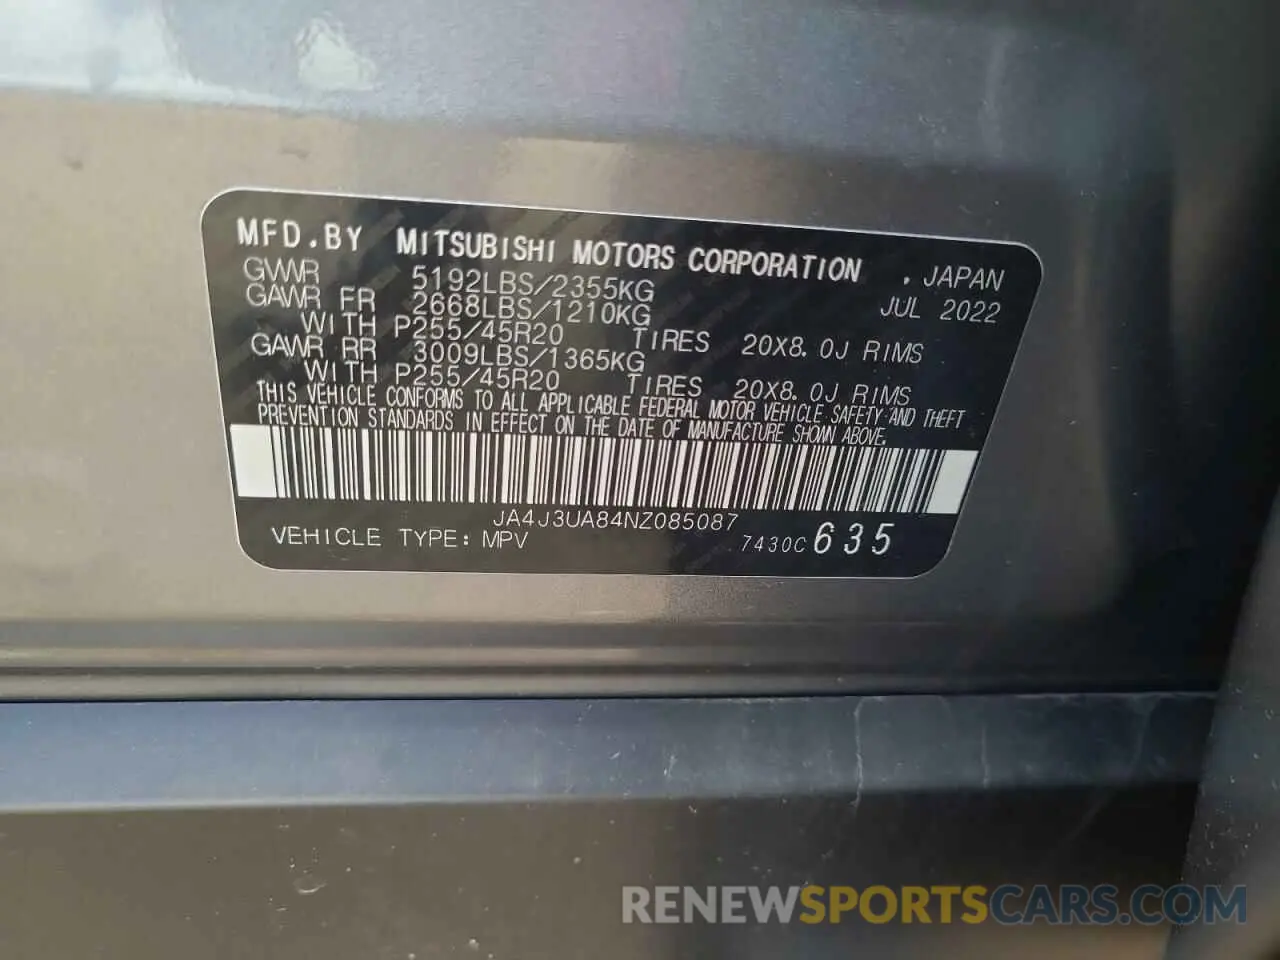 MFD.BY MITSUBISHI MOTORS CORPORATION , JAPAN
GVWR 5192LBS/2355KG JUL 2022
GAWR FR 2668LBS/1210KG
WITH P255/45R20 TIRES 20X8.0J RIMS
GAWR RR 3009LBS/1365KG
WITH P255/45R20 TIRES 20X8.0J RIMS
THIS VEHICLE CONFORMS TO ALL APPLICABLE FEDERAL MOTOR VEHICLE SAFETY AND THEFT
PREVENTION STANDARDS IN EFFECT ON THE DATE OF MANUFACTURE SHOWN ABOVE.
JA4J3UA84NZ085087
VEHICLE TYPE: MPV 7430C 635
RENEWSPORTSCARS.COM